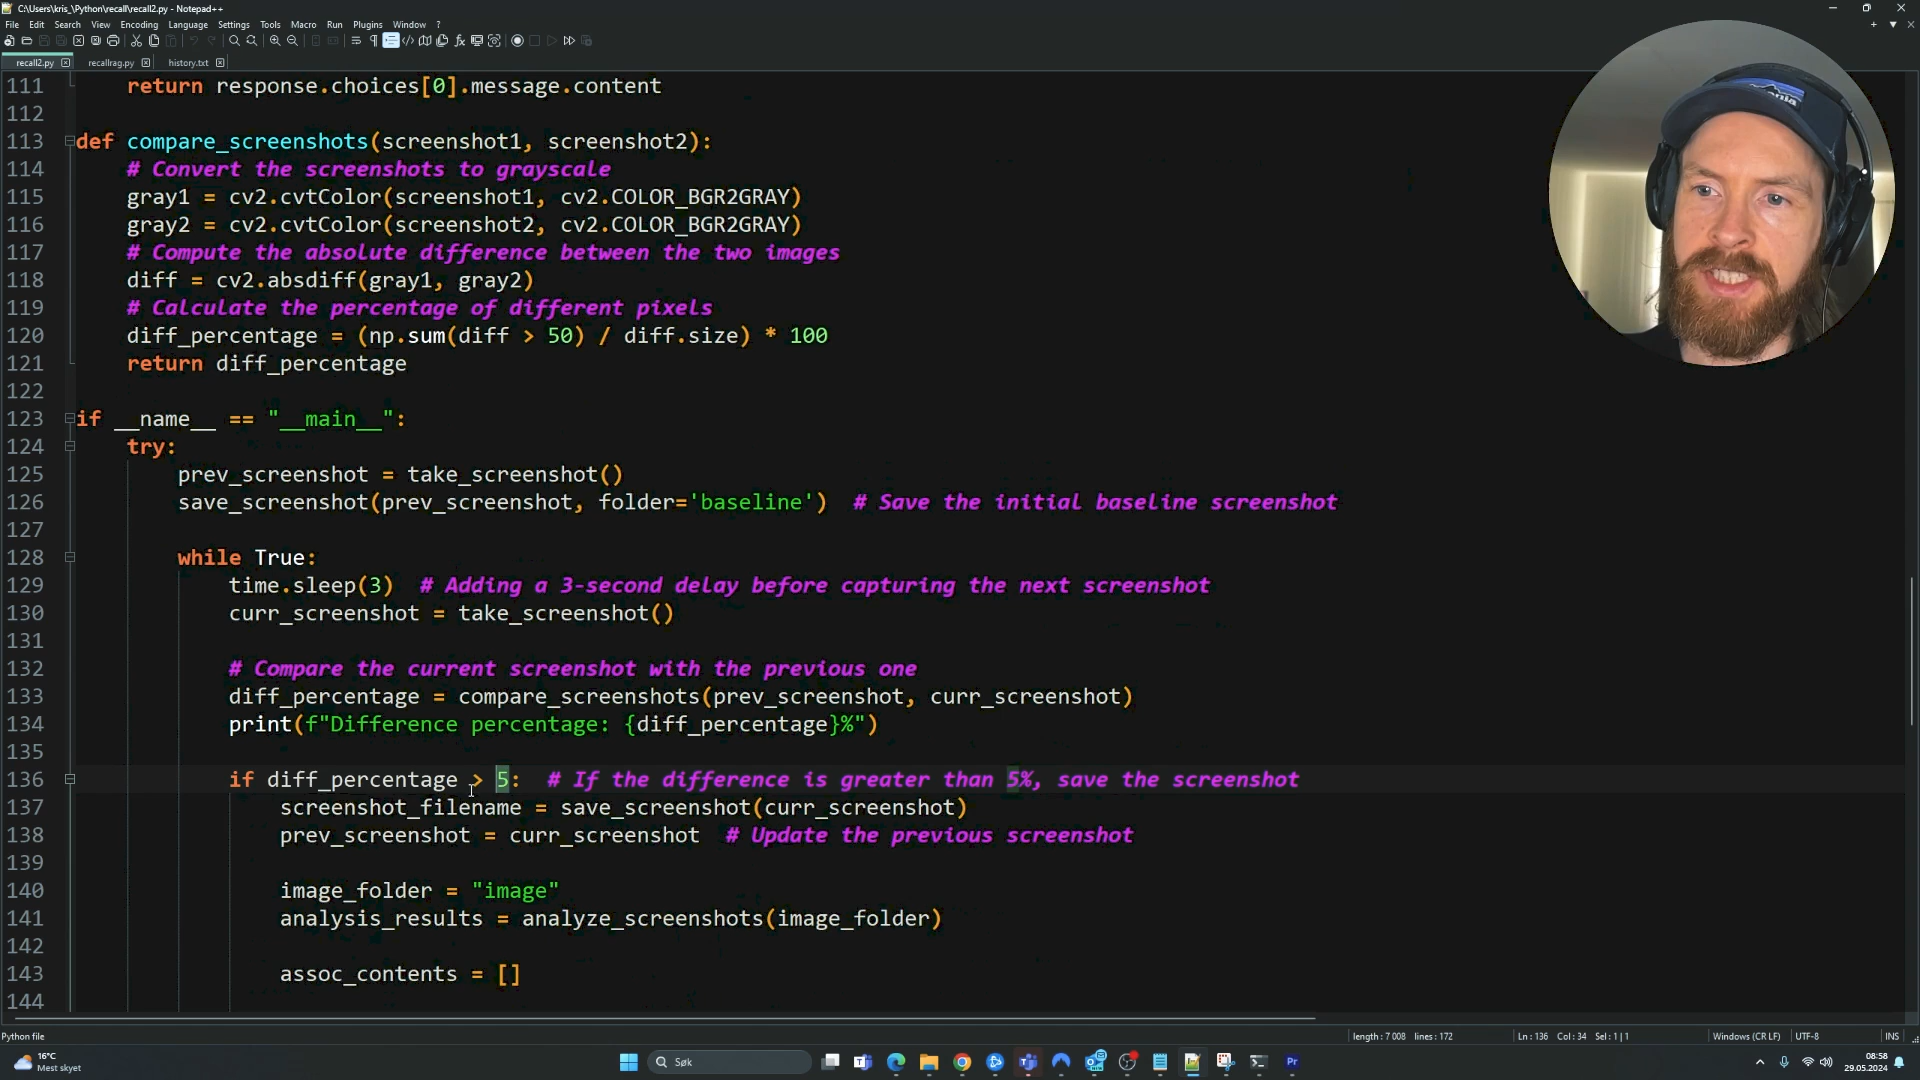 C:\Users\kris_\Python\recall\recall2.py - Notepad++
File Edit Search View Encoding Language Settings Tools Macro Run Plugins Window ?
recall2.py recallrag.py history.txt
111 return response.choices[0].message.content
112
113 def compare_screenshots(screenshot1, screenshot2):
114 # Convert the screenshots to grayscale
115 gray1 = cv2.cvtColor(screenshot1, cv2.COLOR_BGR2GRAY)
116 gray2 = cv2.cvtColor(screenshot2, cv2.COLOR_BGR2GRAY)
117 # Compute the absolute difference between the two images
118 diff = cv2.absdiff(gray1, gray2)
119 # Calculate the percentage of different pixels
120 diff_percentage = (np.sum(diff > 50) / diff.size) * 100
121 return diff_percentage
122
123 if __name__ == "__main__":
124 try:
125 prev_screenshot = take_screenshot()
126 save_screenshot(prev_screenshot, folder='baseline') # Save the initial baseline screenshot
127
128 while True:
129 time.sleep(3) # Adding a 3-second delay before capturing the next screenshot
130 curr_screenshot = take_screenshot()
131
132 # Compare the current screenshot with the previous one
133 diff_percentage = compare_screenshots(prev_screenshot, curr_screenshot)
134 print(f"Difference percentage: {diff_percentage}%")
135
136 if diff_percentage > 5: # If the difference is greater than 5%, save the screenshot
137 screenshot_filename = save_screenshot(curr_screenshot)
138 prev_screenshot = curr_screenshot # Update the previous screenshot
139
140 image_folder = "image"
141 analysis_results = analyze_screenshots(image_folder)
142
143 assoc_contents = []
144
Python file length : 7 008 lines : 172 Ln : 136 Col : 34 Sel : 1 | 1 Windows (CR LF) UTF-8 INS
16°C
Mest skyet
Søk
Pr
08:58
29.05.2024